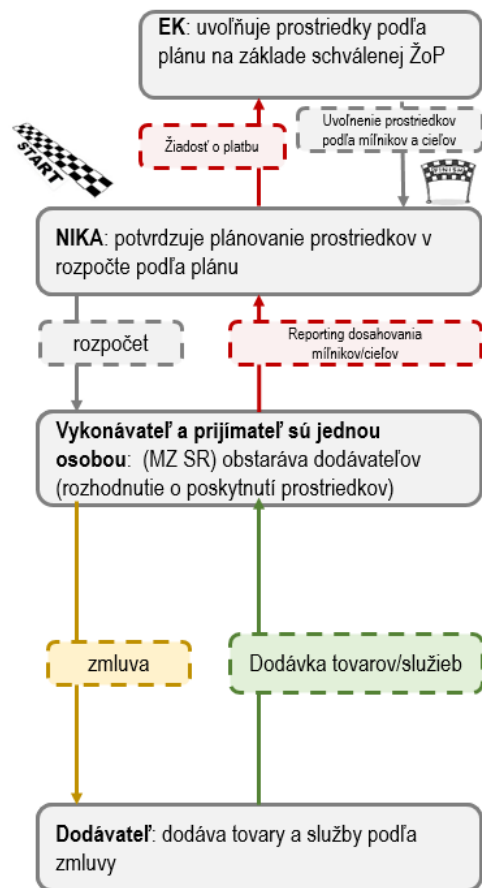 EK: uvoľňuje prostriedky podľa
plánu na základe schválenej ŽoP
Žiadosť o platbu
Uvoľnenie prostriedkov
podľa míľnikov a cieľov
START
FINISH
NIKA: potvrdzuje plánovanie prostriedkov v
rozpočte podľa plánu
rozpočet
Reporting dosahovania
míľnikov/cieľov
Vykonávateľ a prijímateľ sú jednou
osobou: (MZ SR) obstaráva dodávateľov
(rozhodnutie o poskytnutí prostriedkov)
zmluva
Dodávka tovarov/služieb
Dodávateľ: dodáva tovary a služby podľa
zmluvy